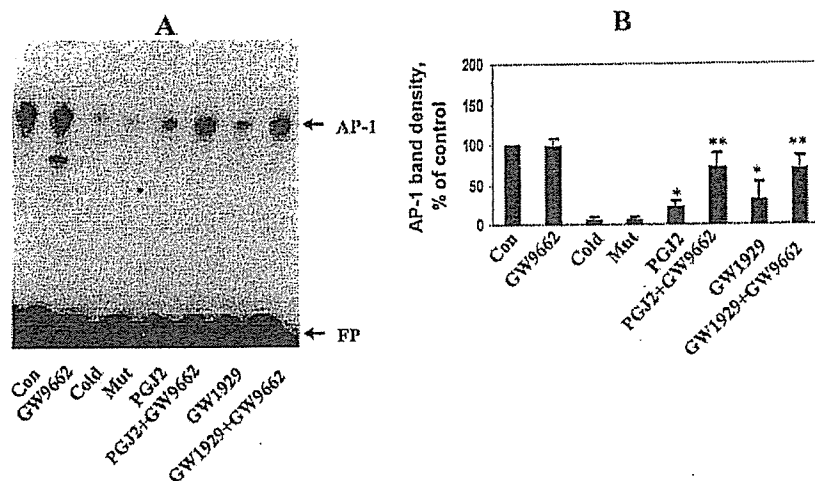 A
AP-1
FP
Con
GW9662
Cold
Mut
PGJ2
PGJ2+GW9662
GW1929
GW1929+GW9662
B
AP-1 band density,
% of control
200
150
100
50
0
*
**
*
**
Con
GW9662
Cold
Mut
PGJ2
PGJ2+GW9662
GW1929
GW1929+GW9662